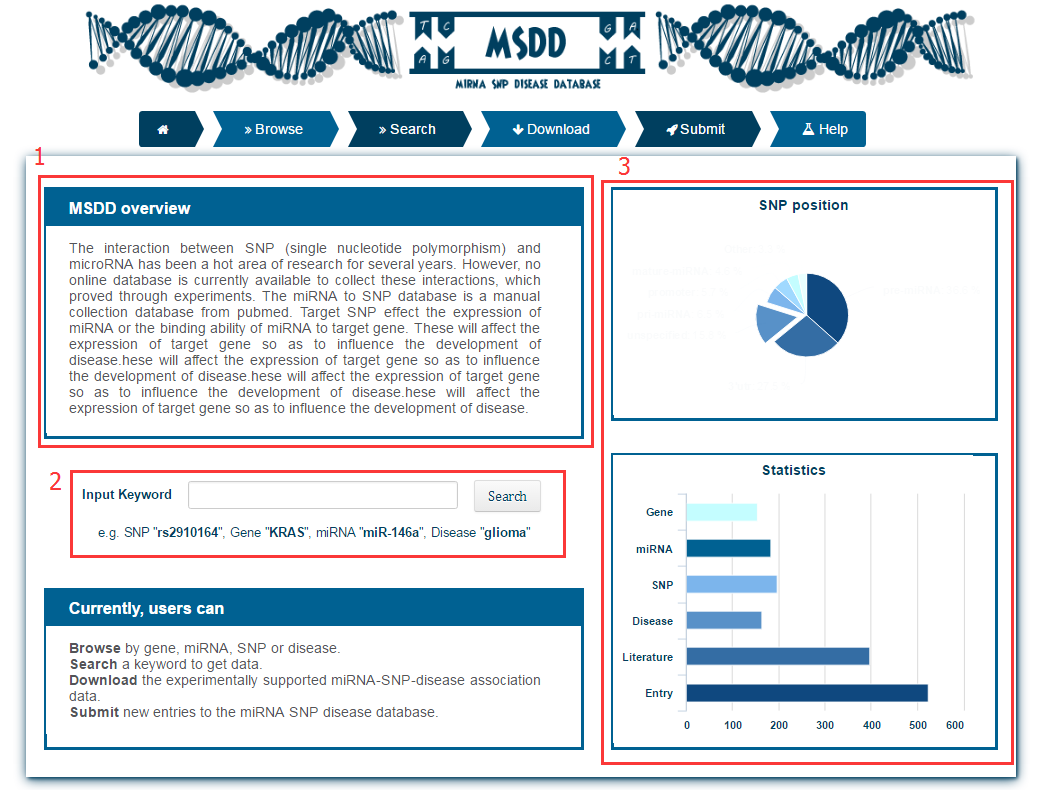 T C G A
MSDD
A G C T
MIRNA SNP DISEASE DATABASE
» Browse
» Search
Download
Submit
Help
1
MSDD overview
The interaction between SNP (single nucleotide polymorphism) and
microRNA has been a hot area of research for several years. However, no
online database is currently available to collect these interactions, which
proved through experiments. The miRNA to SNP database is a manual
collection database from pubmed. Target SNP effect the expression of
miRNA or the binding ability of miRNA to target gene. These will affect the
expression of target gene so as to influence the development of
disease.hese will affect the expression of target gene so as to influence
the development of disease.hese will affect the expression of target gene
so as to influence the development of disease.hese will affect the
expression of target gene so as to influence the development of disease.
2
Input Keyword
Search
e.g. SNP "rs2910164", Gene "KRAS", miRNA "miR-146a", Disease "glioma"
Currently, users can
Browse by gene, miRNA, SNP or disease.
Search a keyword to get data.
Download the experimentally supported miRNA-SNP-disease association
data.
Submit new entries to the miRNA SNP disease database.
3
SNP position
Statistics
Gene
miRNA
SNP
Disease
Literature
Entry
0 100 200 300 400 500 600